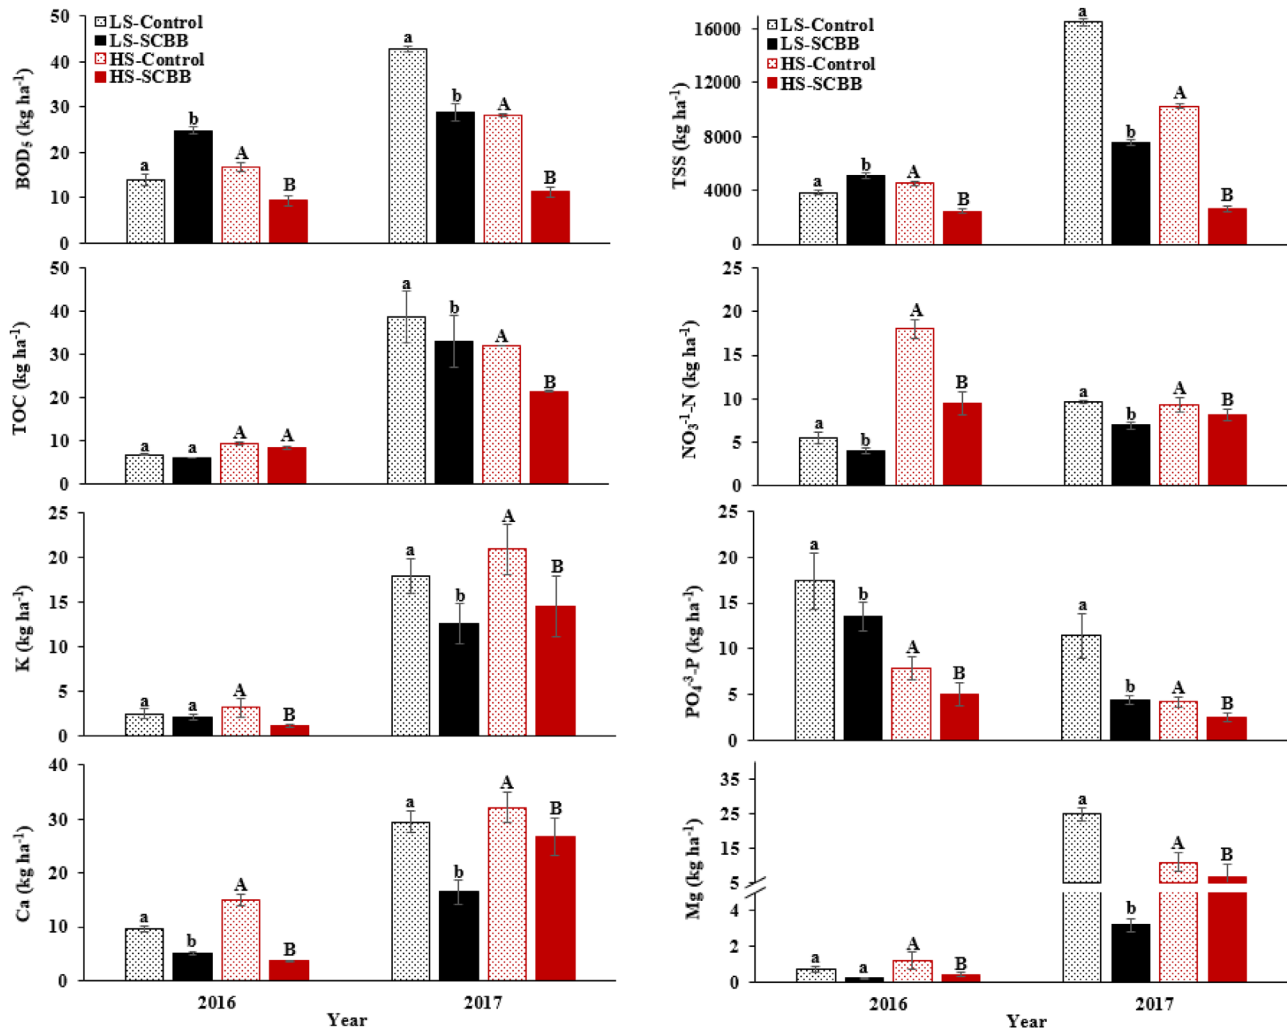 50
40
30
20
10
0
BOD₅ (kg ha⁻¹)
LS-Control
LS-SCBB
HS-Control
HS-SCBB
a
b
A
B
a
b
A
B
16000
12000
8000
4000
0
TSS (kg ha⁻¹)
LS-Control
LS-SCBB
HS-Control
HS-SCBB
a
b
A
B
a
b
A
B
50
40
30
20
10
0
TOC (kg ha⁻¹)
a
a
A
A
a
b
A
B
25
20
15
10
5
0
NO₃⁻¹-N (kg ha⁻¹)
a
b
A
B
a
b
A
B
25
20
15
10
5
0
K (kg ha⁻¹)
a
a
A
B
a
b
A
B
25
20
15
10
5
0
PO₄⁻³-P (kg ha⁻¹)
a
b
A
B
a
b
A
B
40
30
20
10
0
Ca (kg ha⁻¹)
a
b
A
B
a
b
A
B
2016
2017
Year
35
25
15
5
4
2
0
Mg (kg ha⁻¹)
a
a
A
B
a
b
A
B
2016
2017
Year